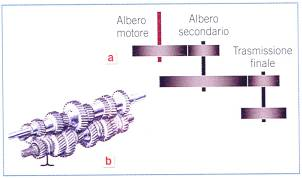 Albero
motore
Albero
secondario
Trasmissione
finale
a
b